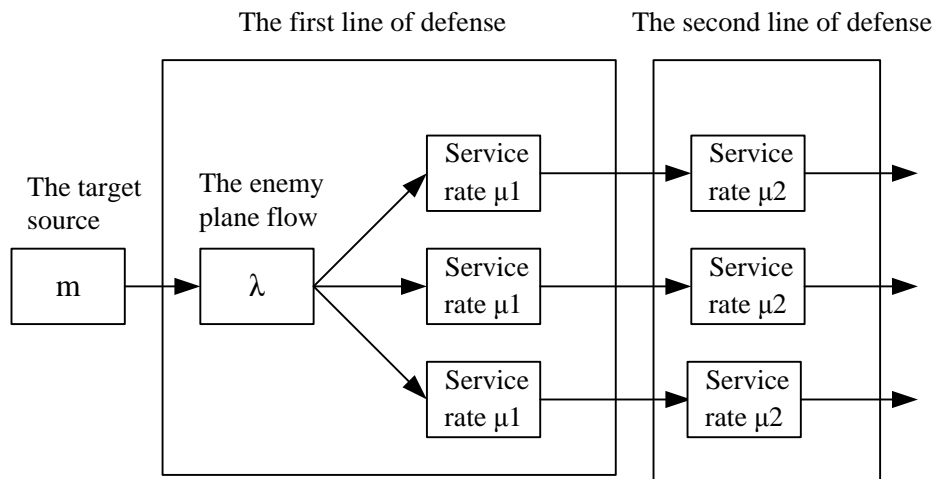 The first line of defense
The second line of defense
The target
source
m
The enemy
plane flow
λ
Service
rate μ1
Service
rate μ1
Service
rate μ1
Service
rate μ2
Service
rate μ2
Service
rate μ2